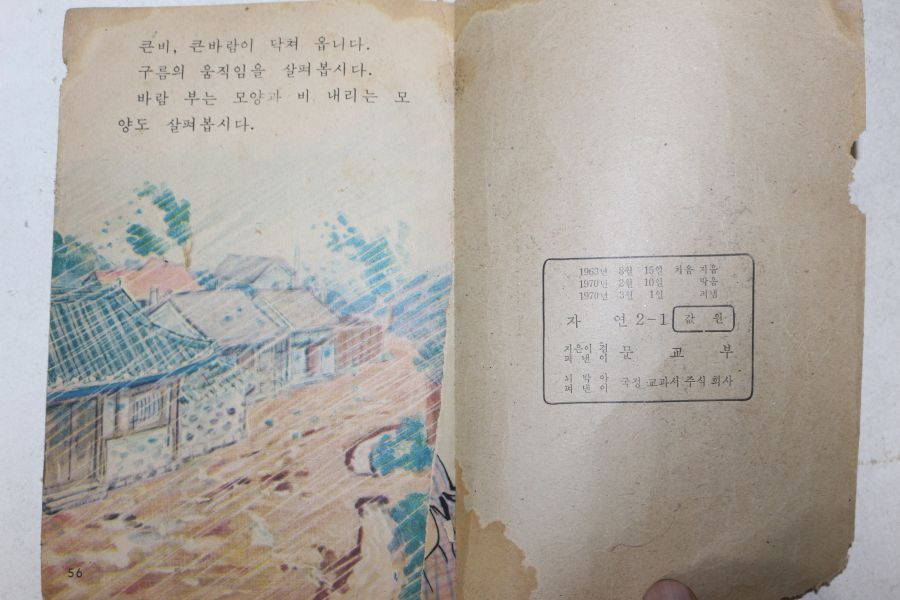 큰비, 큰바람이 닥쳐 옵니다.
구름의 움직임을 살펴봅시다.
바람 부는 모양과 비 내리는 모
양도 살펴봅시다.
56
1963년 8월 15일 처음 지음
1970년 2월 10일 박음
1970년 3월 1일 펴냄
자 연 2-1 값 원
지은이 겸
펴낸이 문 교 부
박아
펴낸이 국정 교과서 주식 회사